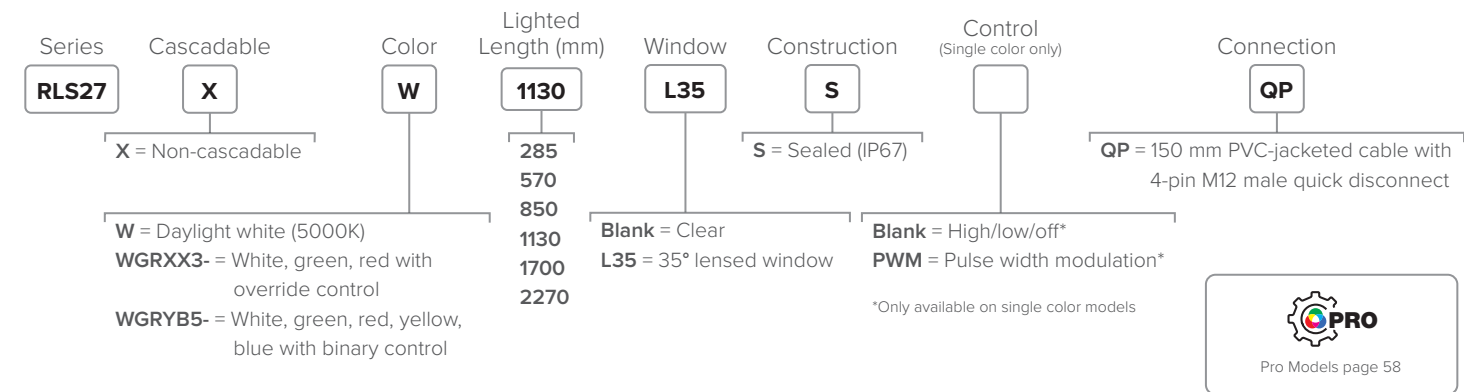 Series
Cascadable
Color
Lighted
Length (mm)
Window
Construction
Control
(Single color only)
Connection
RLS27
X
W
1130
L35
S
QP
X = Non-cascadable
285
570
850
1130
1700
2270
S = Sealed (IP67)
QP = 150 mm PVC-jacketed cable with
4-pin M12 male quick disconnect
W = Daylight white (5000K)
WGRXX3- = White, green, red with
override control
WGRYB5- = White, green, red, yellow,
blue with binary control
Blank = Clear
L35 = 35° lensed window
Blank = High/low/off*
PWM = Pulse width modulation*
*Only available on single color models
PRO
Pro Models page 58